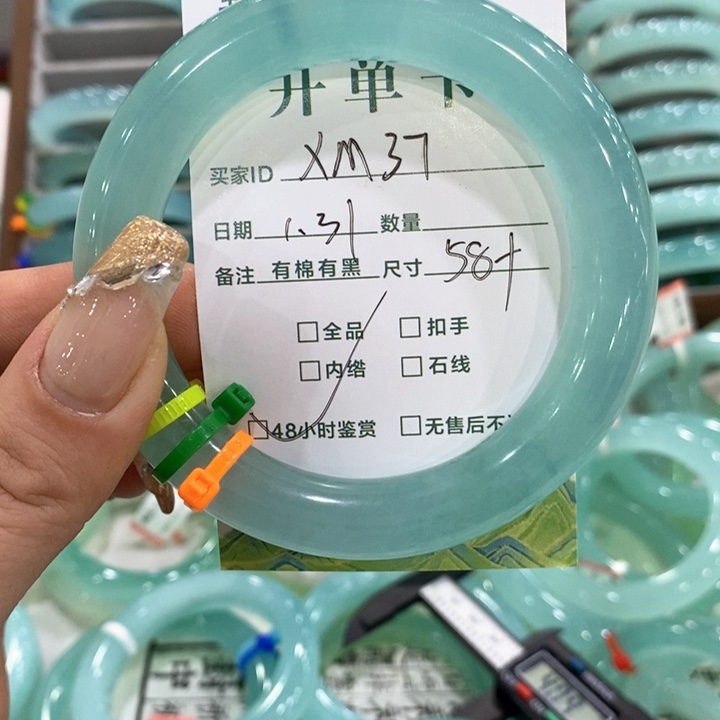 开单卡
买家ID XM37
日期 1.31 数量
备注 有棉有黑 尺寸 58+
全品 扣手
内绺 石线
48小时鉴赏 无售后不